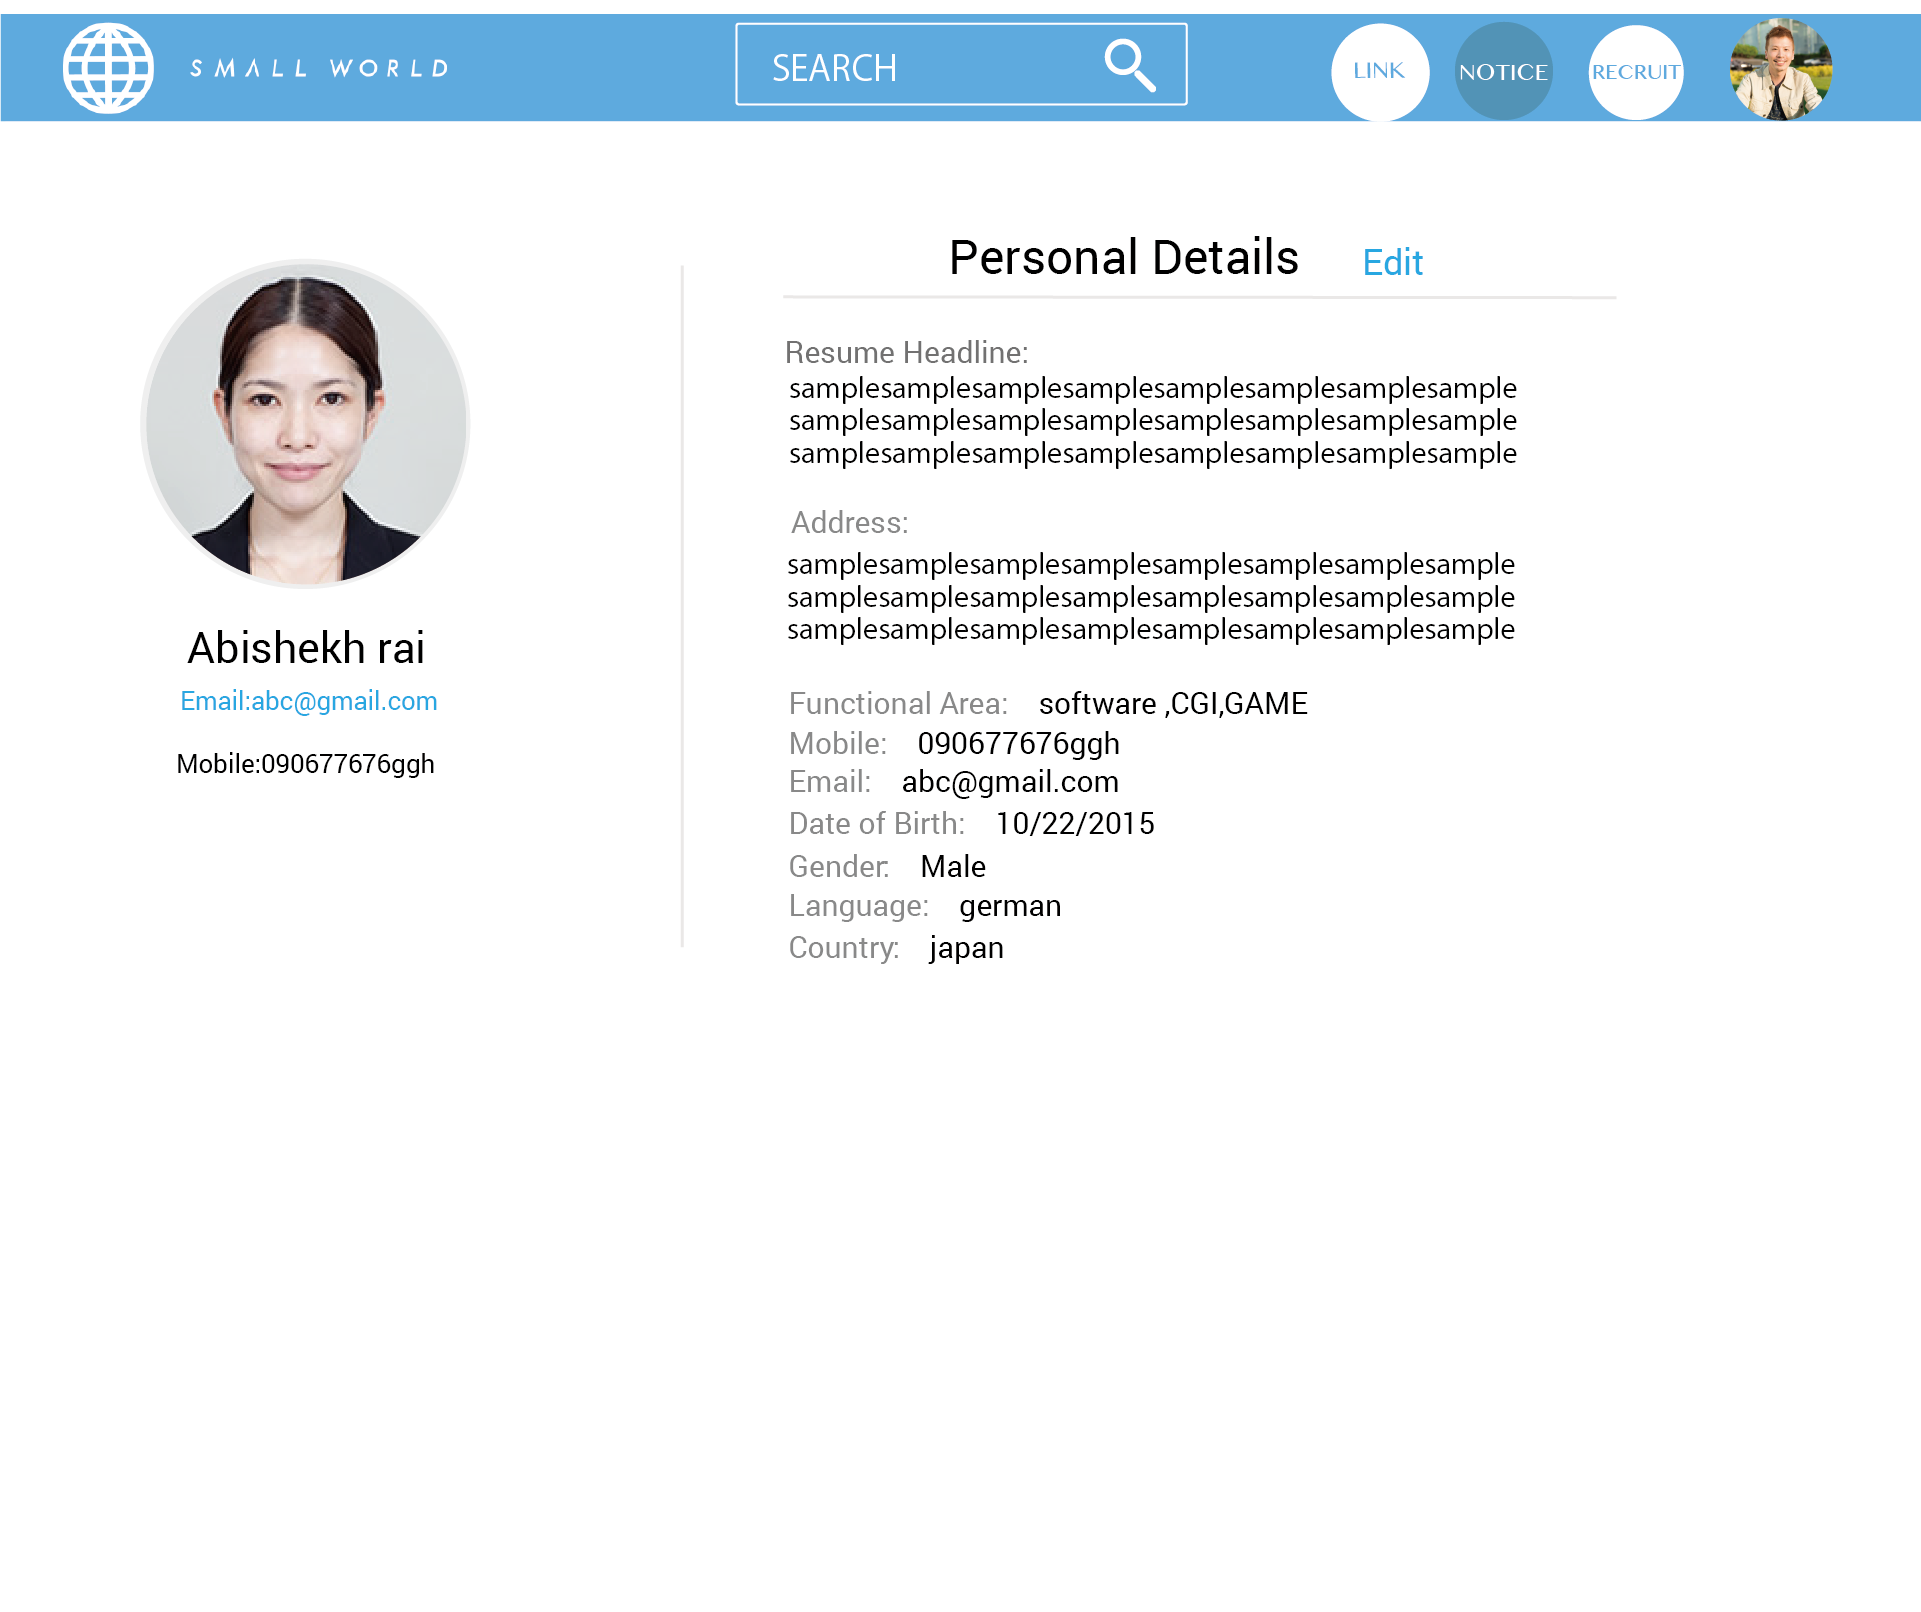 SMALL WORLD
SEARCH
LINK
NOTICE
RECRUIT
Personal Details
Edit
Resume Headline:
samplesamplesamplesamplesamplesamplesamplesample
samplesamplesamplesamplesamplesamplesamplesample
samplesamplesamplesamplesamplesamplesamplesample
Address:
samplesamplesamplesamplesamplesamplesamplesample
samplesamplesamplesamplesamplesamplesamplesample
samplesamplesamplesamplesamplesamplesamplesample
Abishekh rai
Email:abc@gmail.com
Mobile:090677676ggh
Functional Area: software ,CGI,GAME
Mobile: 090677676ggh
Email: abc@gmail.com
Date of Birth: 10/22/2015
Gender: Male
Language: german
Country: japan